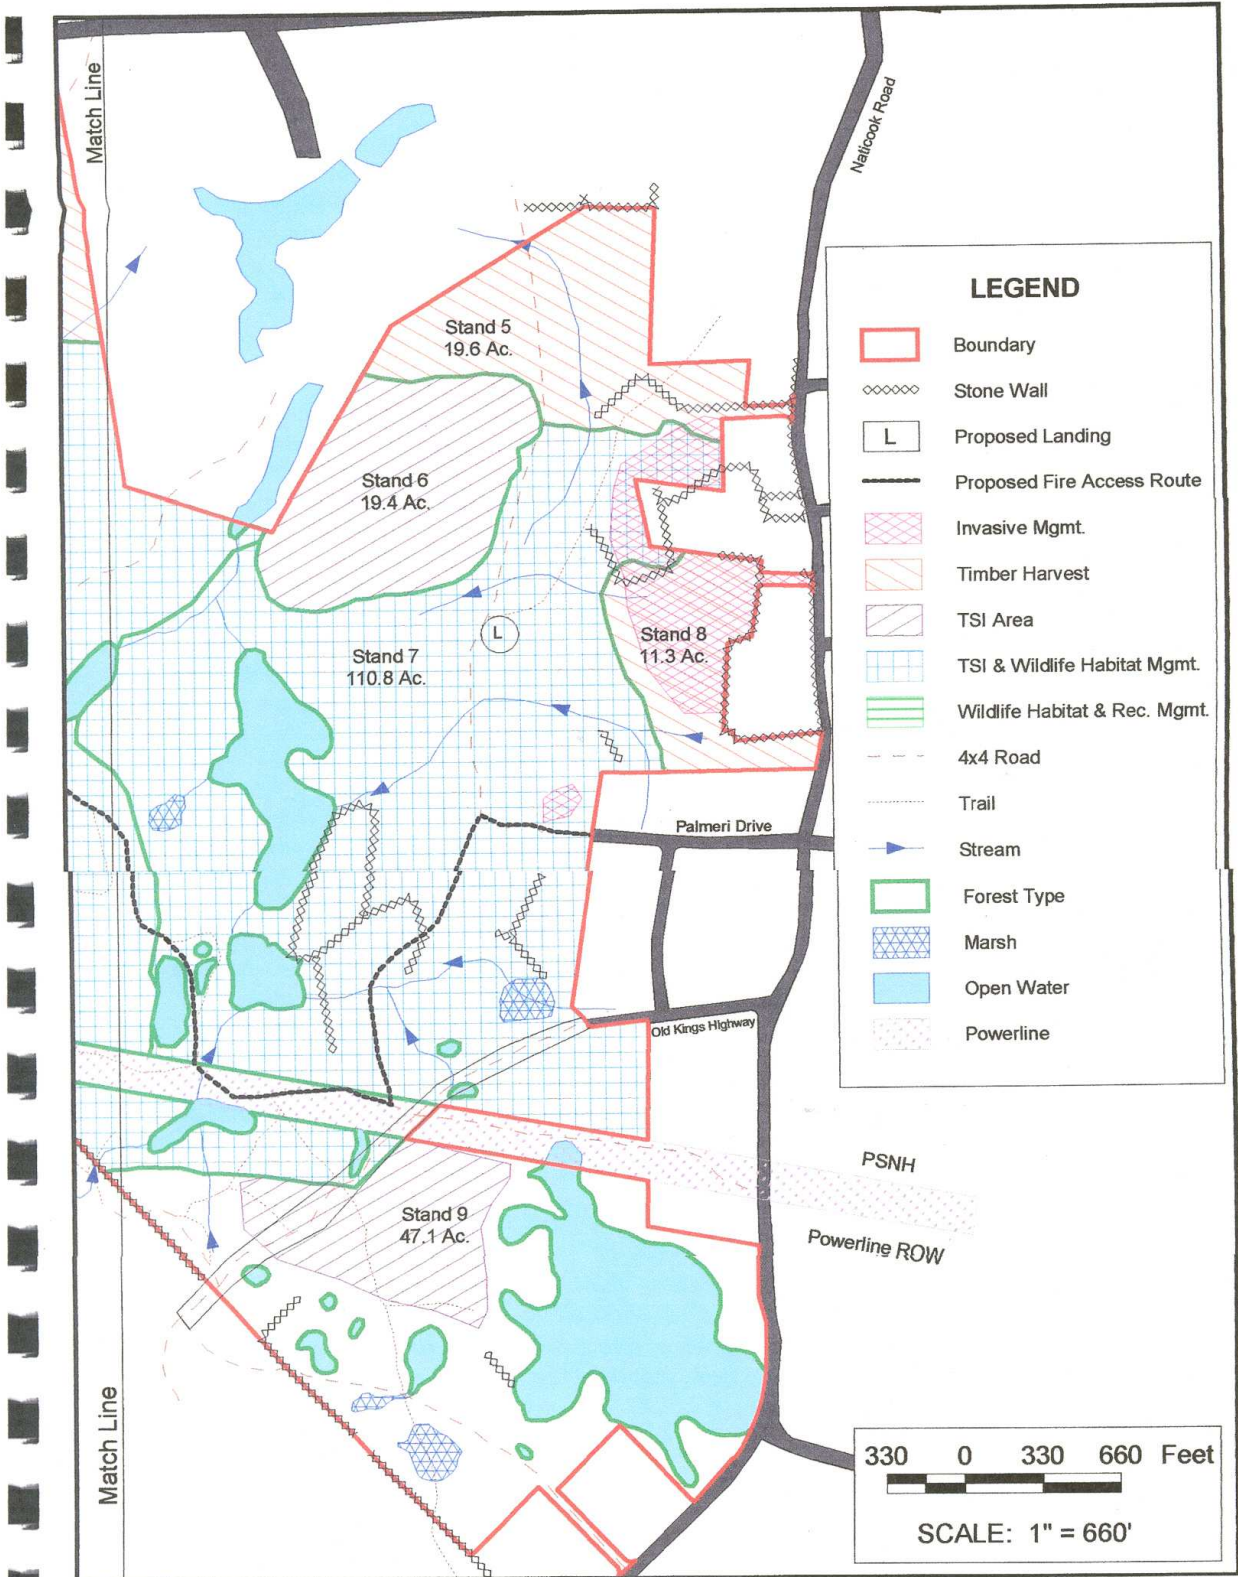 Match Line
Naticook Road
Stand 5
19.6 Ac.
Stand 6
19.4 Ac.
Stand 7
110.8 Ac.
L
Stand 8
11.3 Ac.
Palmeri Drive
Old Kings Highway
PSNH
Powerline ROW
Stand 9
47.1 Ac.
Match Line
LEGEND
Boundary
Stone Wall
L Proposed Landing
Proposed Fire Access Route
Invasive Mgmt.
Timber Harvest
TSI Area
TSI & Wildlife Habitat Mgmt.
Wildlife Habitat & Rec. Mgmt.
4x4 Road
Trail
Stream
Forest Type
Marsh
Open Water
Powerline
330 0 330 660 Feet
SCALE: 1" = 660'